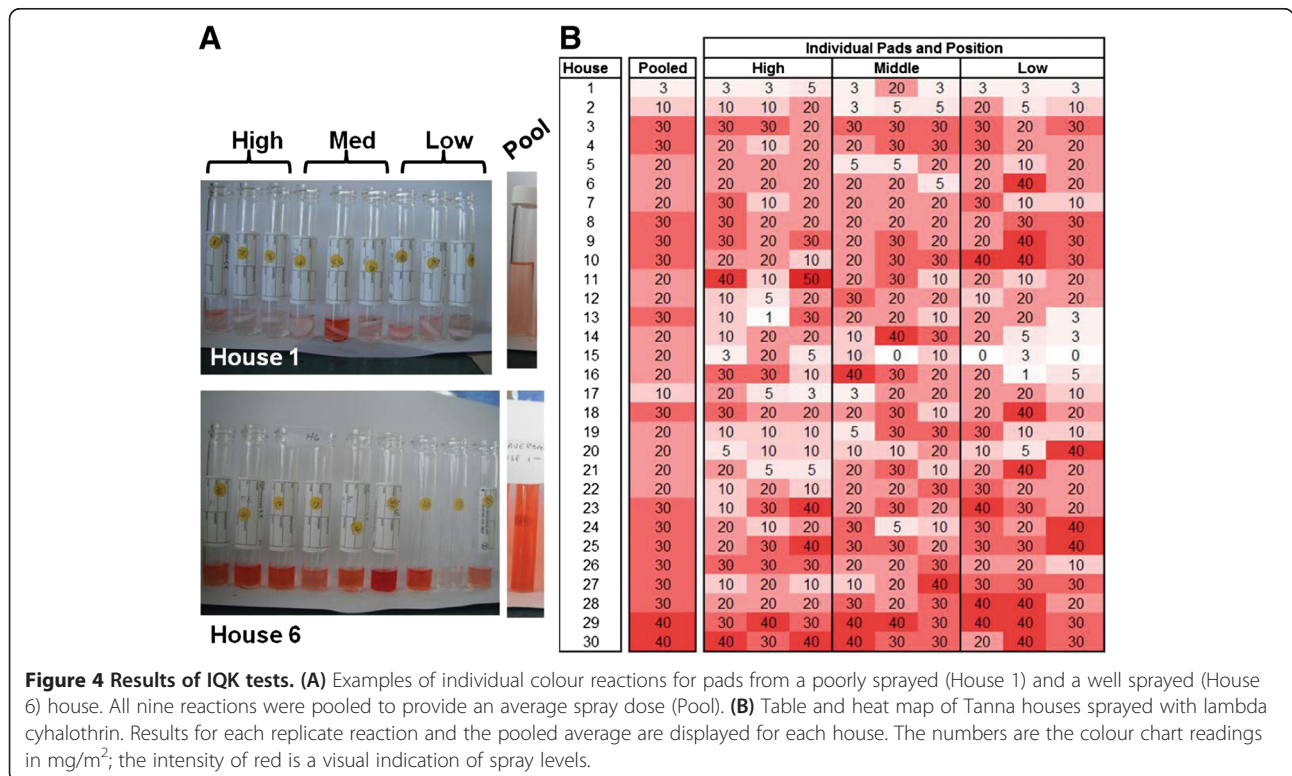 A
High Med Low Pool
House 1
H6
House 6
B
Individual Pads and Position
House Pooled High Middle Low
1 3 3 3 5 3 20 3 3 3 3
2 10 10 10 20 3 5 5 20 5 10
3 30 30 30 20 30 30 30 30 20 30
4 30 20 10 20 20 30 30 30 20 20
5 20 20 20 20 5 5 20 20 10 20
6 20 20 20 20 20 20 5 20 40 20
7 20 30 10 20 20 20 20 30 10 10
8 30 30 20 20 20 20 20 20 30 30
9 30 30 20 30 20 30 20 20 40 30
10 30 20 20 10 20 30 30 40 40 30
11 20 40 10 50 20 30 10 20 10 20
12 20 10 5 20 30 20 20 10 20 20
13 30 10 1 30 20 20 10 20 20 3
14 20 10 20 20 10 40 30 20 5 3
15 20 3 20 5 10 0 10 0 3 0
16 20 30 30 10 40 30 20 20 1 5
17 10 20 5 3 3 20 20 20 20 10
18 30 30 20 20 20 30 10 20 40 20
19 20 10 10 10 5 30 30 30 10 10
20 20 5 10 10 10 10 20 10 5 40
21 20 20 5 5 20 30 10 20 40 20
22 20 10 20 10 20 20 30 30 20 20
23 30 10 30 40 20 30 20 40 30 20
24 30 20 10 20 30 5 10 30 20 40
25 30 20 30 40 30 30 20 30 30 40
26 30 30 30 30 20 20 30 20 20 10
27 30 10 20 10 10 20 40 30 30 30
28 30 20 20 20 30 20 30 40 40 20
29 40 30 40 30 40 40 30 40 40 30
30 40 40 30 40 40 30 30 20 40 30
Figure 4 Results of IQK tests. (A) Examples of individual colour reactions for pads from a poorly sprayed (House 1) and a well sprayed (House
6) house. All nine reactions were pooled to provide an average spray dose (Pool). (B) Table and heat map of Tanna houses sprayed with lambda
cyhalothrin. Results for each replicate reaction and the pooled average are displayed for each house. The numbers are the colour chart readings
in mg/m²; the intensity of red is a visual indication of spray levels.